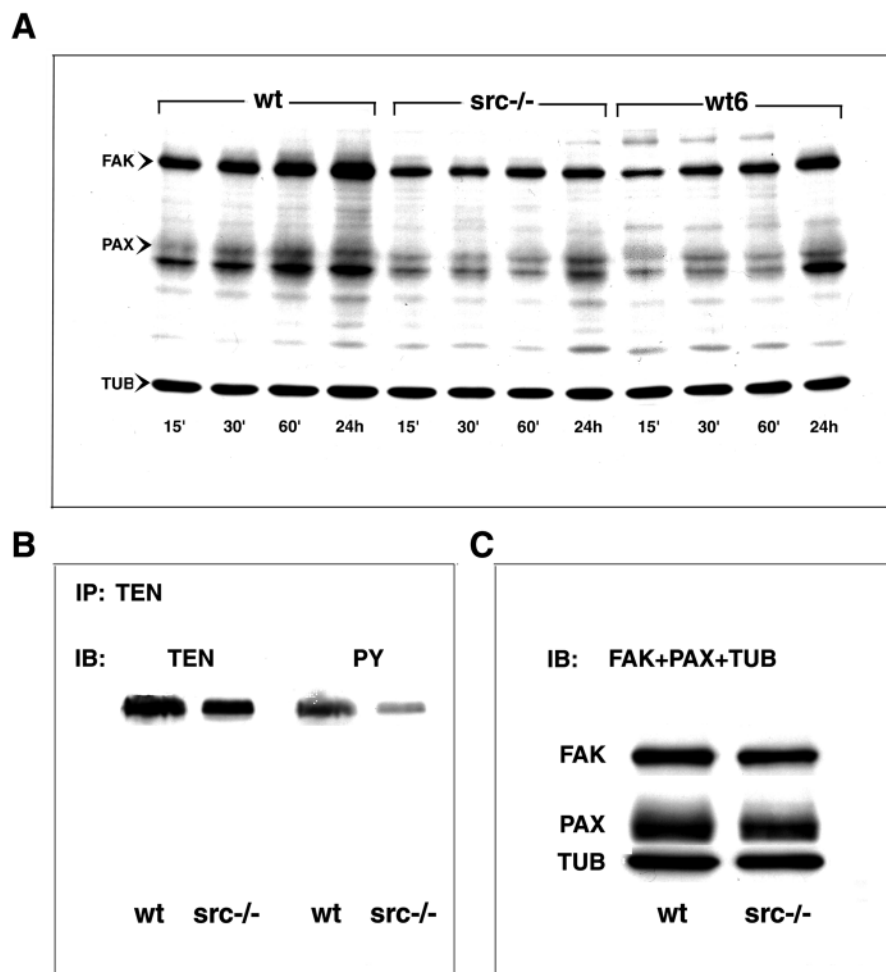 A
wt src-/- wt6
FAK
PAX
TUB
15' 30' 60' 24h 15' 30' 60' 24h 15' 30' 60' 24h
B
IP: TEN
IB: TEN PY
wt src-/- wt src-/-
C
IB: FAK+PAX+TUB
FAK
PAX
TUB
wt src-/-